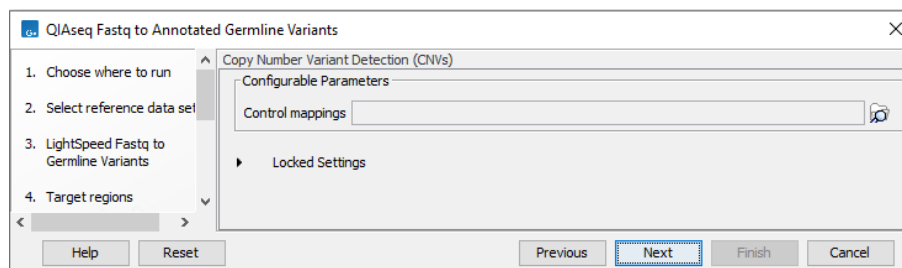 QIAseq Fastq to Annotated Germline Variants
1. Choose where to run
2. Select reference data set
3. LightSpeed Fastq to
Germline Variants
4. Target regions
Copy Number Variant Detection (CNVs)
Configurable Parameters
Control mappings
Locked Settings
Help Reset Previous Next Finish Cancel